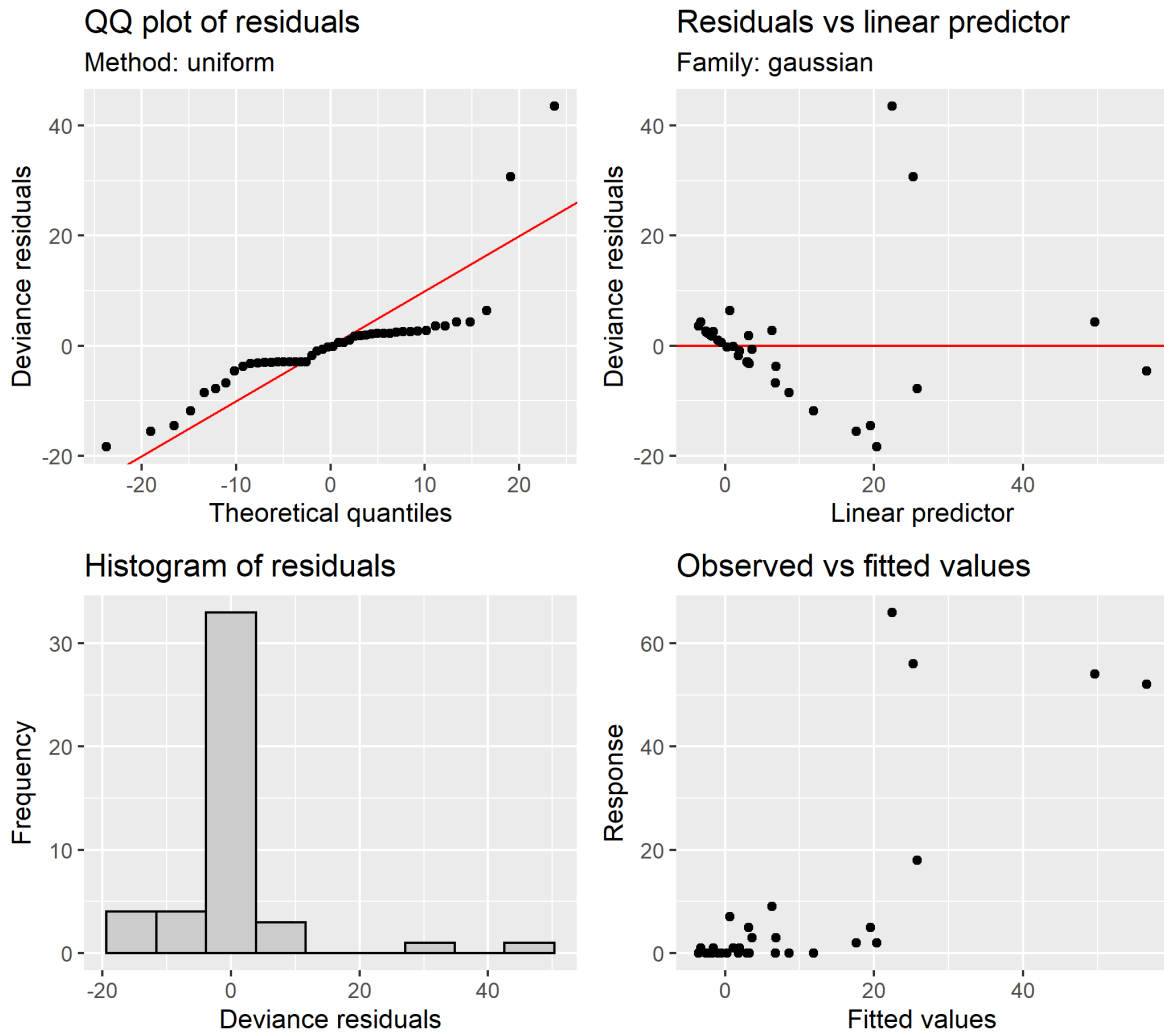 QQ plot of residuals
Method: uniform
40
20
0
-20
Deviance residuals
-20 -10 0 10 20
Theoretical quantiles
Residuals vs linear predictor
Family: gaussian
40
20
0
-20
Deviance residuals
0 20 40
Linear predictor
Histogram of residuals
30
20
10
0
Frequency
-20 0 20 40
Deviance residuals
Observed vs fitted values
60
40
20
0
Response
0 20 40
Fitted values